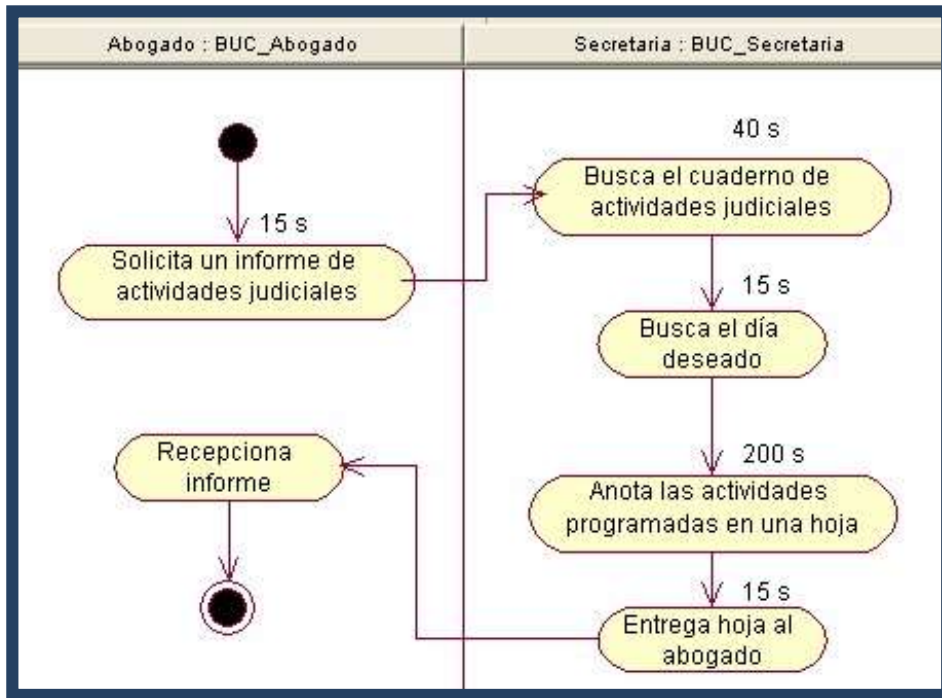 Abogado : BUC_Abogado
Secretaria : BUC_Secretaria
15 s
Solicita un informe de
actividades judiciales
40 s
Busca el cuaderno de
actividades judiciales
15 s
Busca el día
deseado
200 s
Anota las actividades
programadas en una hoja
15 s
Entrega hoja al
abogado
Recepciona
informe